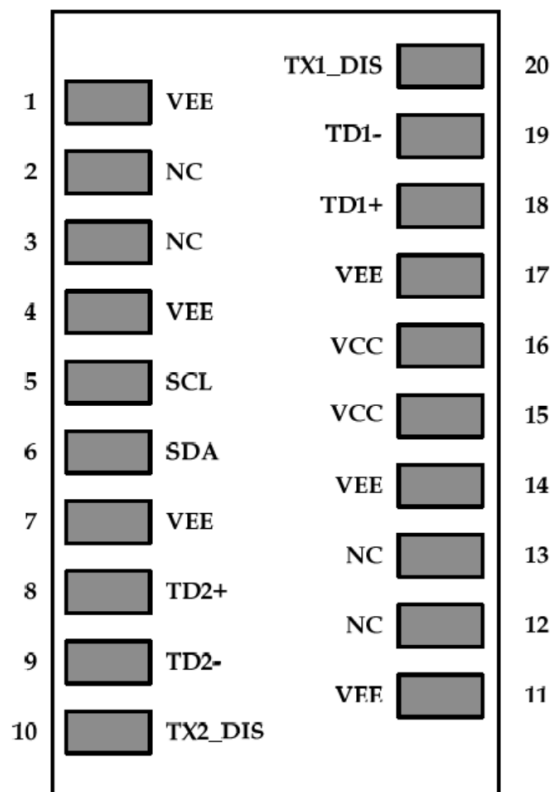 1 VEE
2 NC
3 NC
4 VEE
5 SCL
6 SDA
7 VEE
8 TD2+
9 TD2-
10 TX2_DIS
TX1_DIS 20
TD1- 19
TD1+ 18
VEE 17
VCC 16
VCC 15
VEE 14
NC 13
NC 12
VEE 11